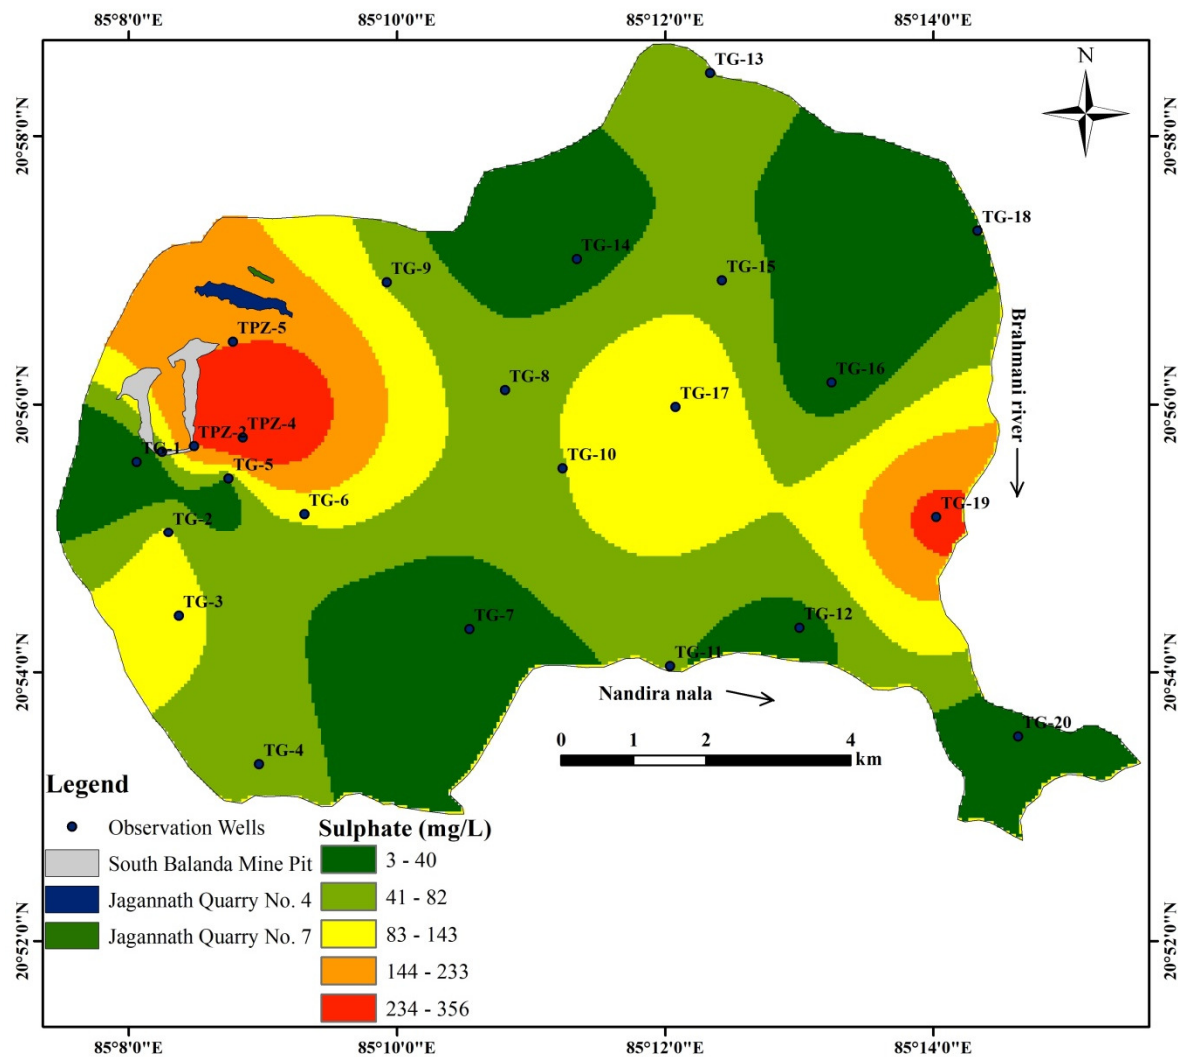 85°8'0"E 85°10'0"E 85°12'0"E 85°14'0"E
N
TG-13
20°58'0"N 20°58'0"N
TG-18
TG-14
TG-9 TG-15
TPZ-5
Brahmani river
TG-16
TG-8
20°56'0"N 20°56'0"N
TG-17
TPZ-4
TPZ-3
TG-1
TG-10
TG-5
TG-6
TG-19
TG-2
TG-3
TG-7 TG-12
TG-11
20°54'0"N 20°54'0"N
Nandira nala
TG-20
0 1 2 4
km
TG-4
Legend
Observation Wells
South Balanda Mine Pit
Jagannath Quarry No. 4
Jagannath Quarry No. 7
Sulphate (mg/L)
3 - 40
41 - 82
83 - 143
144 - 233
234 - 356
20°52'0"N 20°52'0"N
85°8'0"E 85°10'0"E 85°12'0"E 85°14'0"E